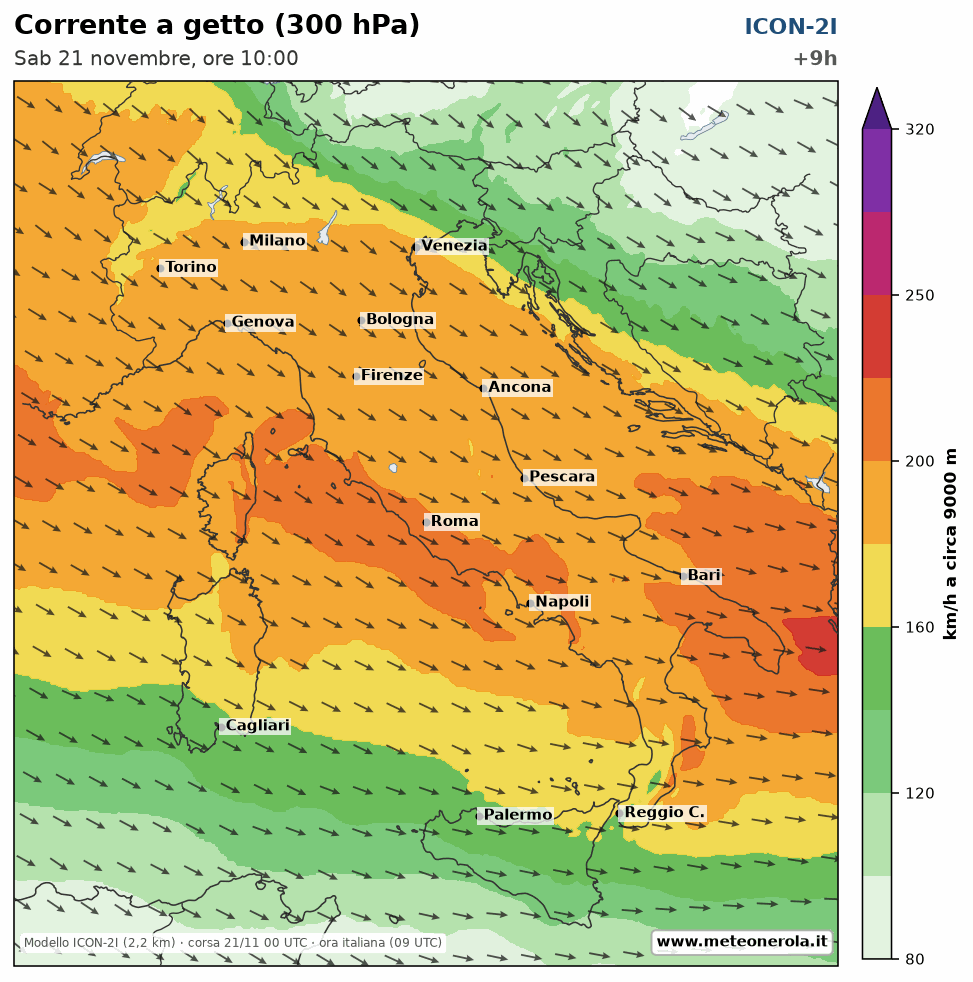 Corrente a getto (300 hPa)
ICON-2I
Sab 21 novembre, ore 10:00
+9h
320
250
200
160
120
80
km/h a circa 9000 m
Milano
Venezia
Torino
Genova
Bologna
Firenze
Ancona
Pescara
Roma
Bari
Napoli
Cagliari
Palermo
Reggio C.
Modello ICON-2I (2,2 km) · corsa 21/11 00 UTC · ora italiana (09 UTC)
www.meteonerola.it